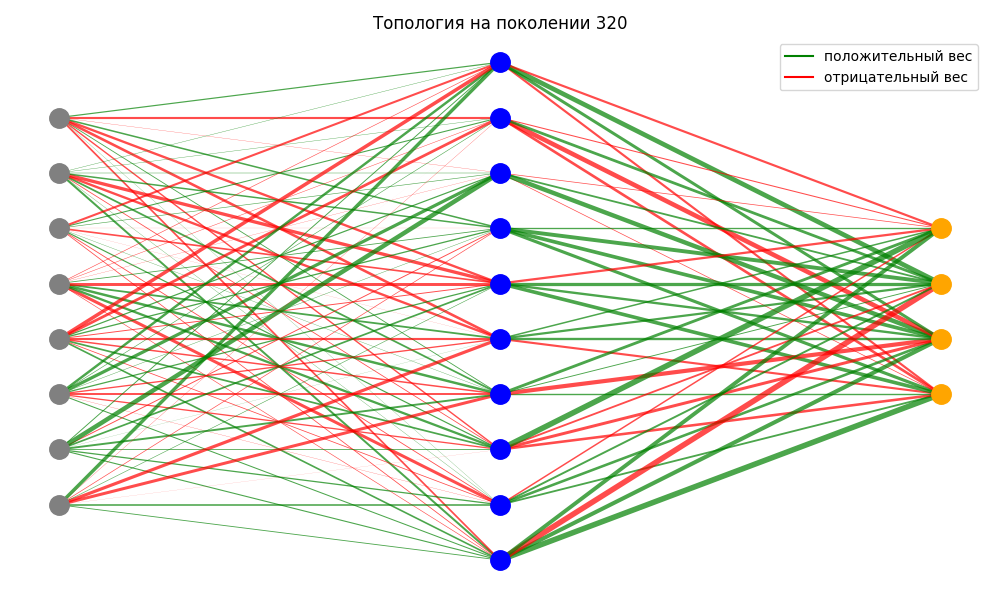 Топология на поколении 320
положительный вес
отрицательный вес